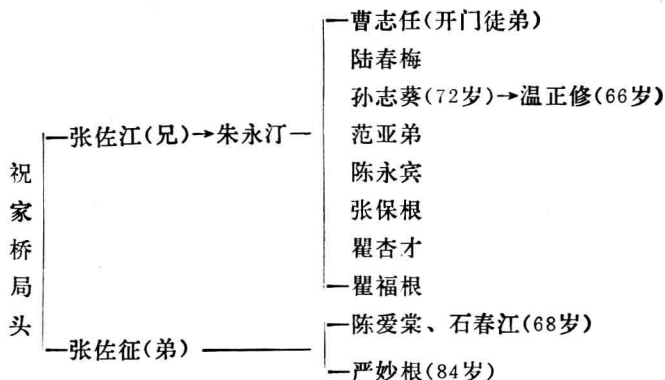 曹志任(开门徒弟)
陆春梅
孙志葵(72岁)→温正修(66岁)
张佐江(兄)→朱永汀
范亚弟
陈永宾
张保根
瞿杏才
瞿福根
祝家桥局头
陈爱棠、石春江(68岁)
张佐征(弟)
严妙根(84岁)